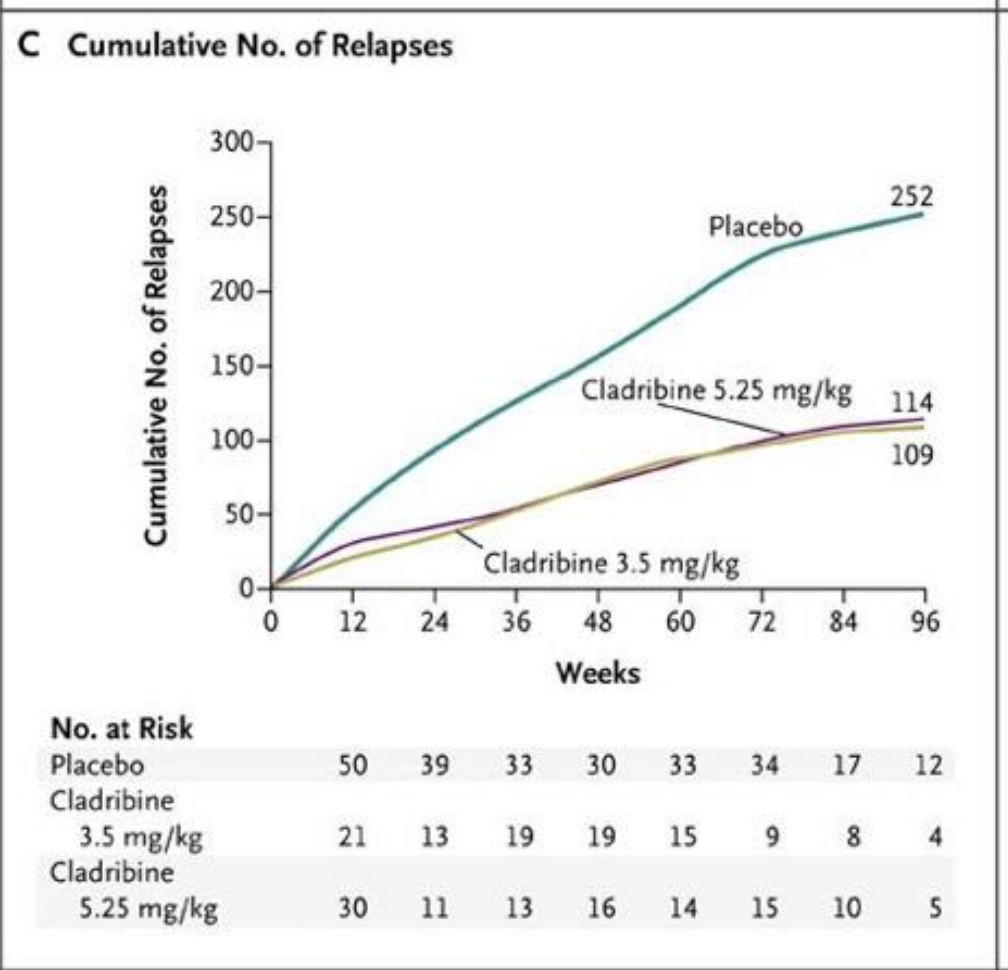 C Cumulative No. of Relapses
300
252
250
Placebo
200
150
Cladribine 5.25 mg/kg
114
100
109
50
Cladribine 3.5 mg/kg
0
Cumulative No. of Relapses
0 12 24 36 48 60 72 84 96
Weeks
No. at Risk
Placebo 50 39 33 30 33 34 17 12
Cladribine
3.5 mg/kg 21 13 19 19 15 9 8 4
Cladribine
5.25 mg/kg 30 11 13 16 14 15 10 5